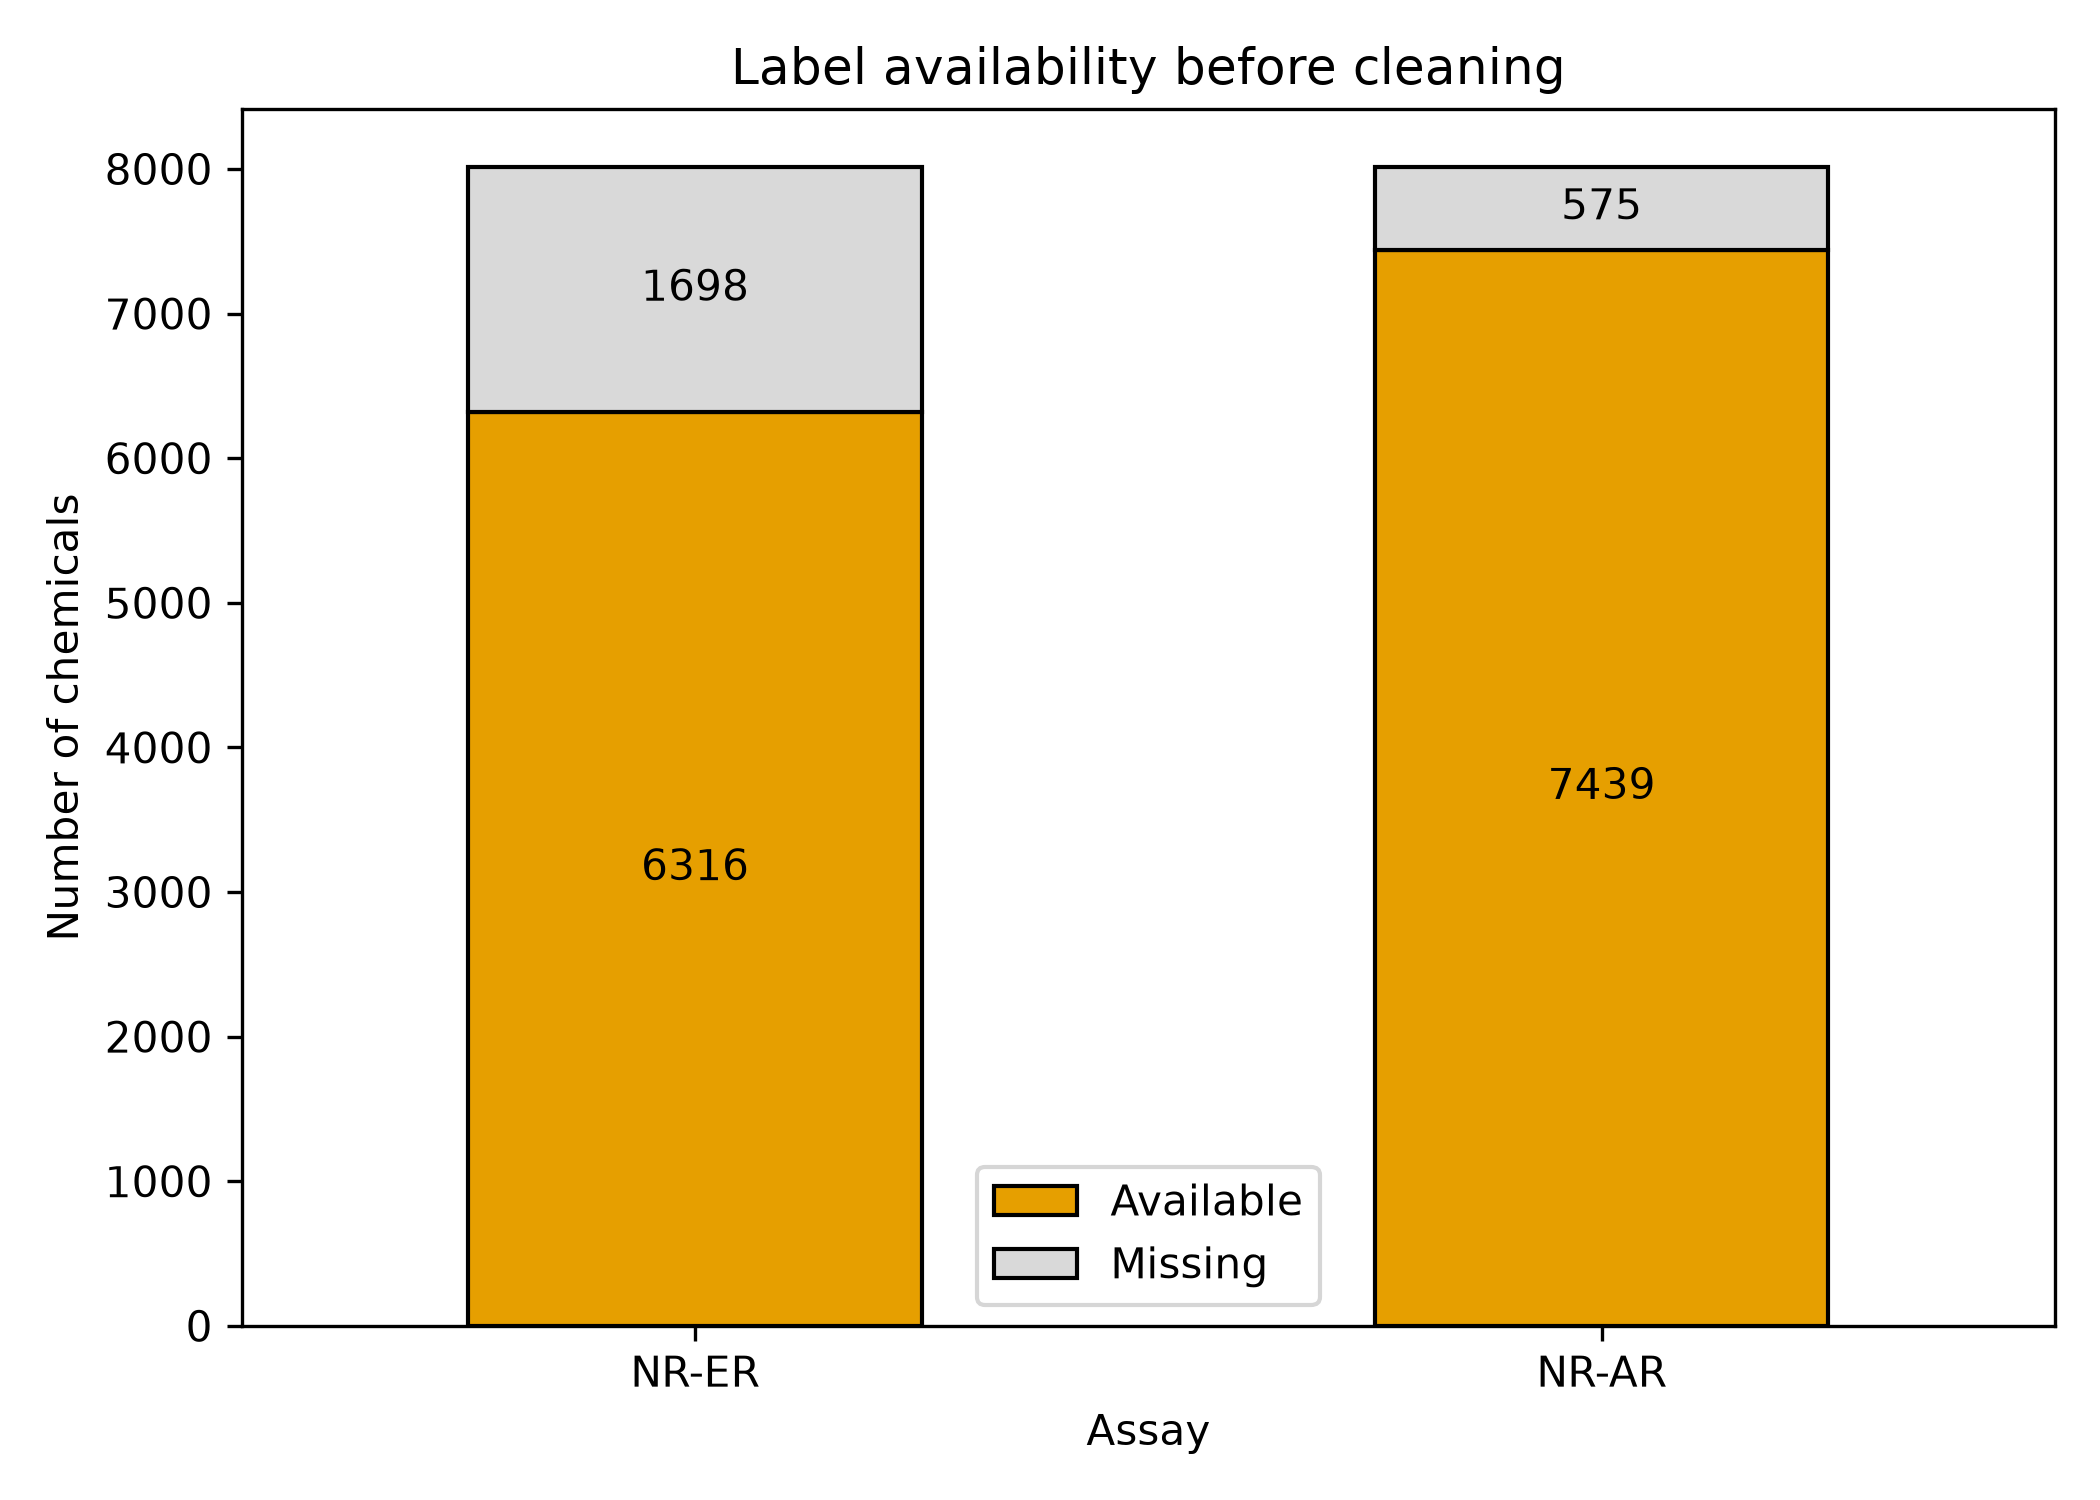 Label availability before cleaning
Number of chemicals
8000
7000
6000
5000
4000
3000
2000
1000
0
1698
6316
575
7439
Available
Missing
NR-ER
NR-AR
Assay